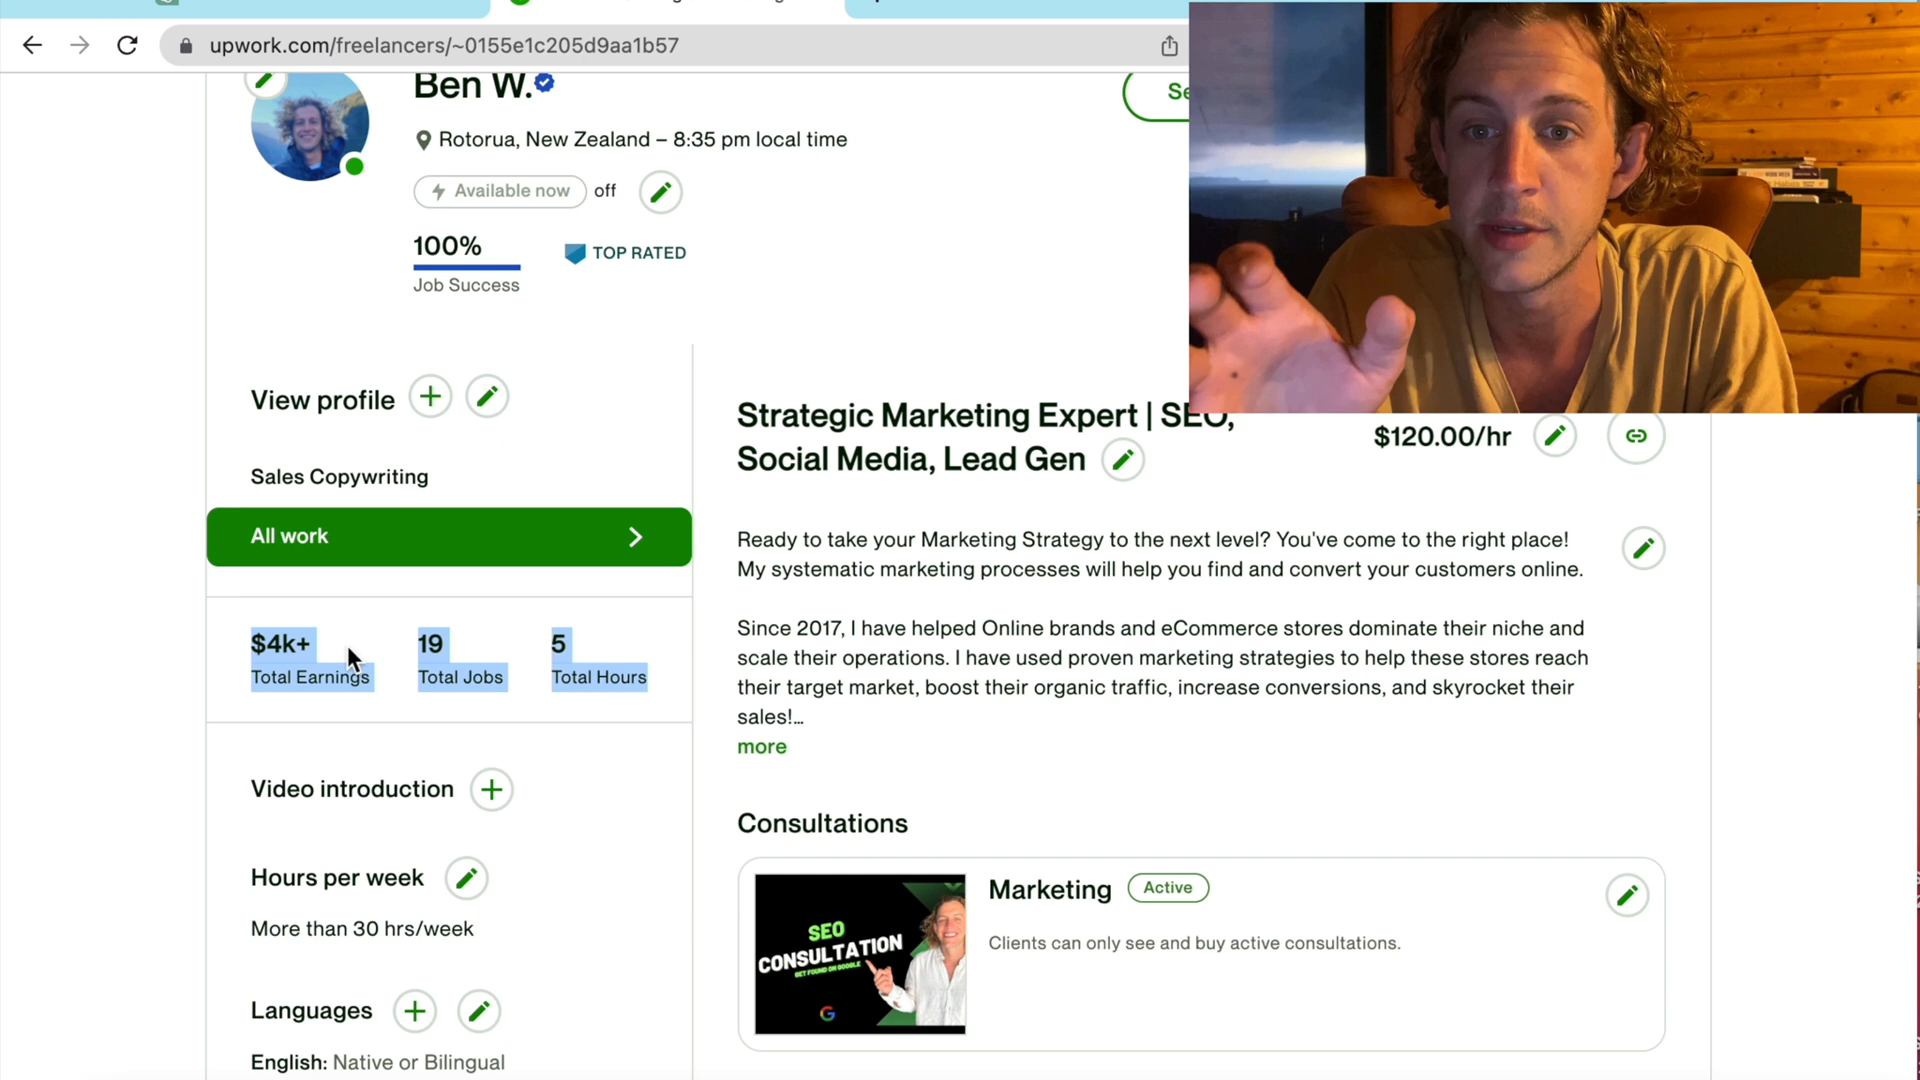 upwork.com/freelancers/~0155e1c205d9aa1b57
Ben W.
Rotorua, New Zealand – 8:35 pm local time
Available now off
100%
TOP RATED
Job Success
Se
View profile
Sales Copywriting
All work
$4k+
Total Earnings
19
Total Jobs
5
Total Hours
Video introduction
Hours per week
More than 30 hrs/week
Languages
English: Native or Bilingual
Strategic Marketing Expert | SEO,
Social Media, Lead Gen
$120.00/hr
Ready to take your Marketing Strategy to the next level? You've come to the right place!
My systematic marketing processes will help you find and convert your customers online.
Since 2017, I have helped Online brands and eCommerce stores dominate their niche and
scale their operations. I have used proven marketing strategies to help these stores reach
their target market, boost their organic traffic, increase conversions, and skyrocket their
sales!…
more
Consultations
SEO
CONSULTATION
GET FOUND ON GOOGLE
G
Marketing
Active
Clients can only see and buy active consultations.